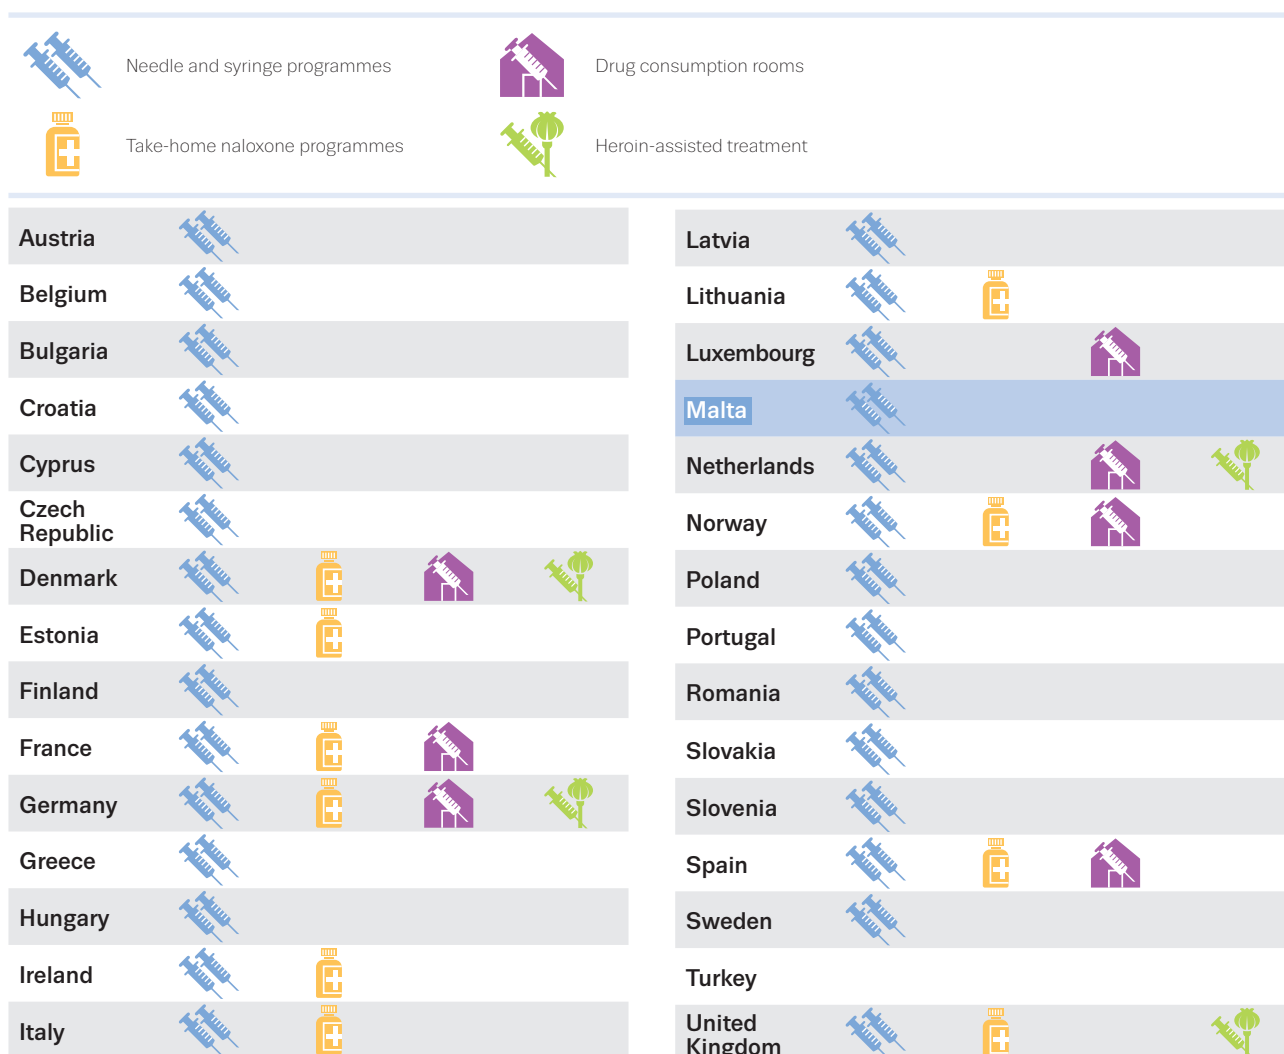 Needle and syringe programmes
Drug consumption rooms
Take-home naloxone programmes
Heroin-assisted treatment
Austria
Belgium
Bulgaria
Croatia
Cyprus
Czech
Republic
Denmark
Estonia
Finland
France
Germany
Greece
Hungary
Ireland
Italy
Latvia
Lithuania
Luxembourg
Malta
Netherlands
Norway
Poland
Portugal
Romania
Slovakia
Slovenia
Spain
Sweden
Turkey
United
Kingdom